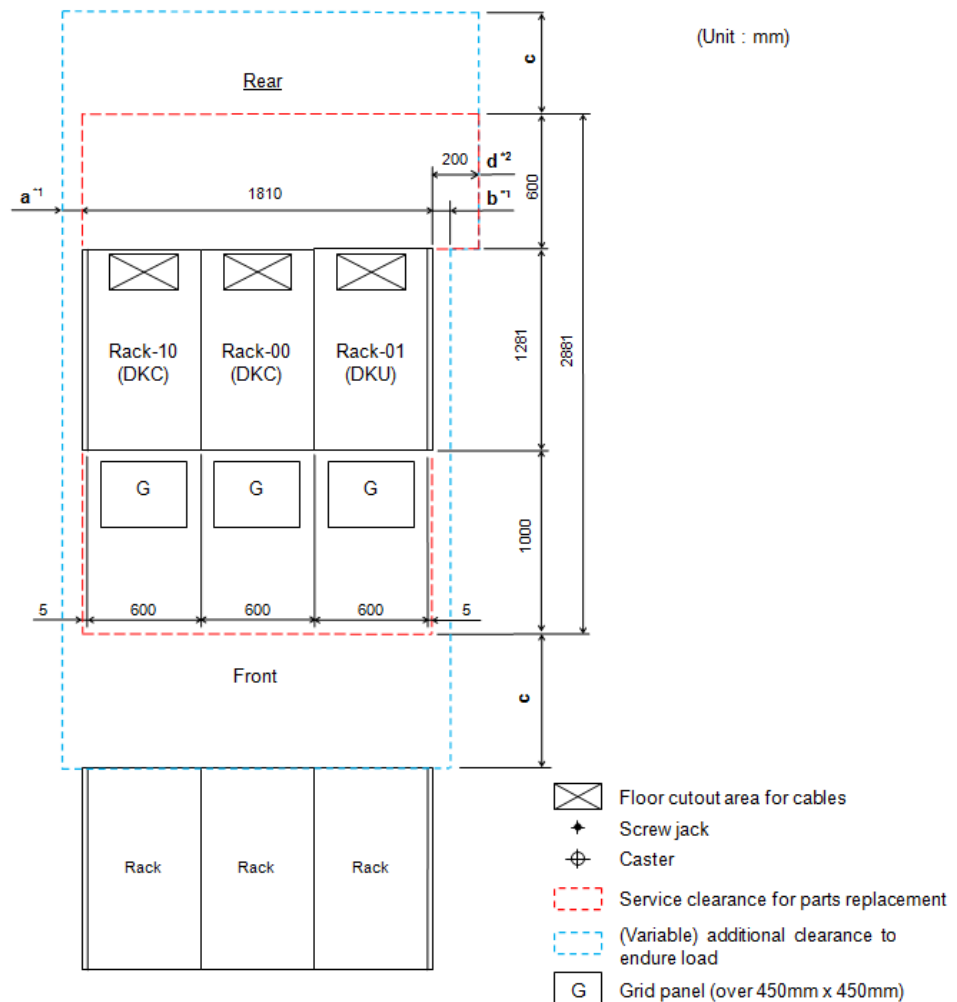 (Unit : mm)
c
Rear
200 d*2
600
a*1
1810
b*1
Rack-10
(DKC)
Rack-00
(DKC)
Rack-01
(DKU)
1281
2881
G
G
G
1000
5
600
600
600
5
Front
c
Rack
Rack
Rack
Floor cutout area for cables
Screw jack
Caster
Service clearance for parts replacement
(Variable) additional clearance to
endure load
G
Grid panel (over 450mm x 450mm)